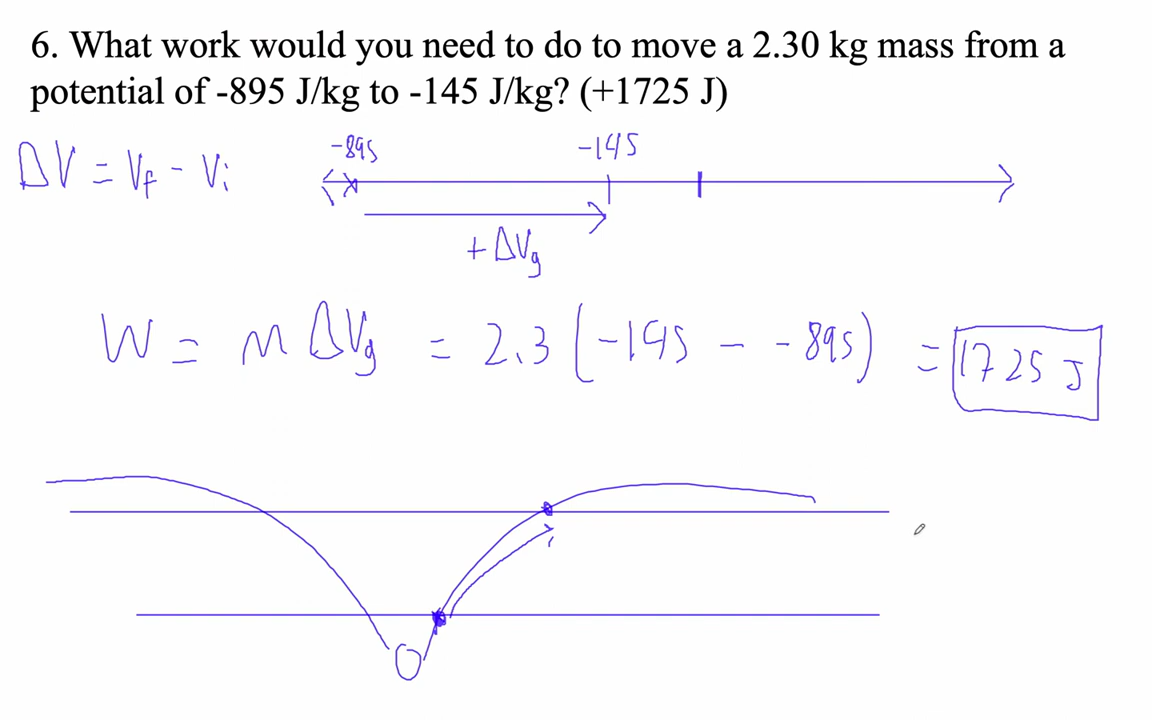 6. What work would you need to do to move a 2.30 kg mass from a
potential of -895 J/kg to -145 J/kg? (+1725 J)
-895 -145
ΔV = Vf - Vi
+ΔVg
W = mΔVg = 2.3 (-145 - -895) = 1725 J